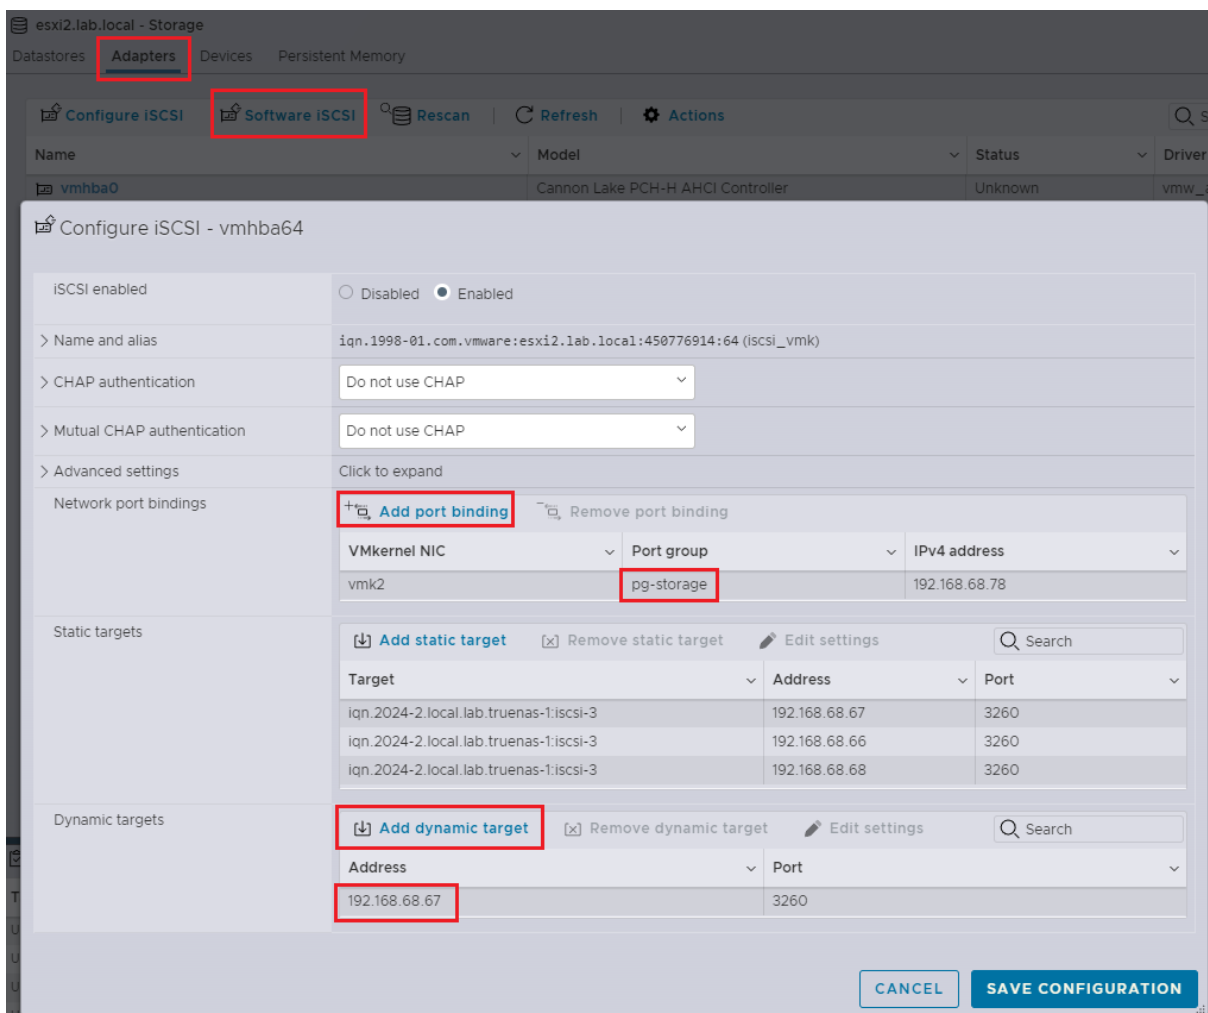 esxi2.lab.local - Storage
Datastores Adapters Devices Persistent Memory
Configure iSCSI Software iSCSI Rescan Refresh Actions
Name Model Status Driver
vmhba0 Cannon Lake PCH-H AHCI Controller Unknown
Configure iSCSI - vmhba64
iSCSI enabled Disabled Enabled
Name and alias iqn.1998-01.com.vmware:esxi2.lab.local:450776914:64 (iscsi_vmk)
CHAP authentication Do not use CHAP
Mutual CHAP authentication Do not use CHAP
Advanced settings Click to expand
Network port bindings Add port binding Remove port binding
VMkernel NIC Port group IPv4 address
vmk2 pg-storage 192.168.68.78
Static targets Add static target Remove static target Edit settings Search
Target Address Port
iqn.2024-2.local.lab.truenas-1:iscsi-3 192.168.68.67 3260
iqn.2024-2.local.lab.truenas-1:iscsi-3 192.168.68.66 3260
iqn.2024-2.local.lab.truenas-1:iscsi-3 192.168.68.68 3260
Dynamic targets Add dynamic target Remove dynamic target Edit settings Search
Address Port
192.168.68.67 3260
CANCEL SAVE CONFIGURATION